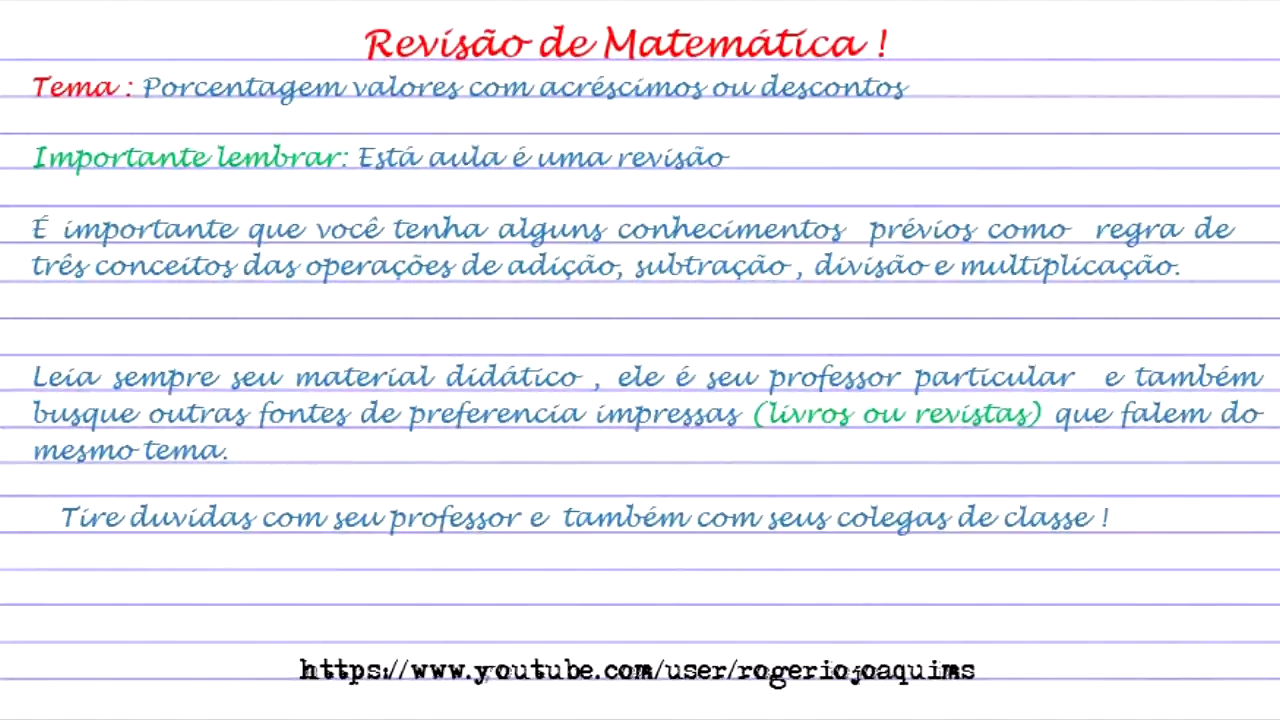 Revisão de Matemática !
Tema : Porcentagem valores com acréscimos ou descontos
Importante lembrar: Está aula é uma revisão
É importante que você tenha alguns conhecimentos prévios como regra de
três conceitos das operações de adição, subtração , divisão e multiplicação.
Leia sempre seu material didático , ele é seu professor particular e também
busque outras fontes de preferencia impressas (livros ou revistas) que falem do
mesmo tema.
Tire duvidas com seu professor e também com seus colegas de classe !
https://www.youtube.com/user/rogeriojoaquims